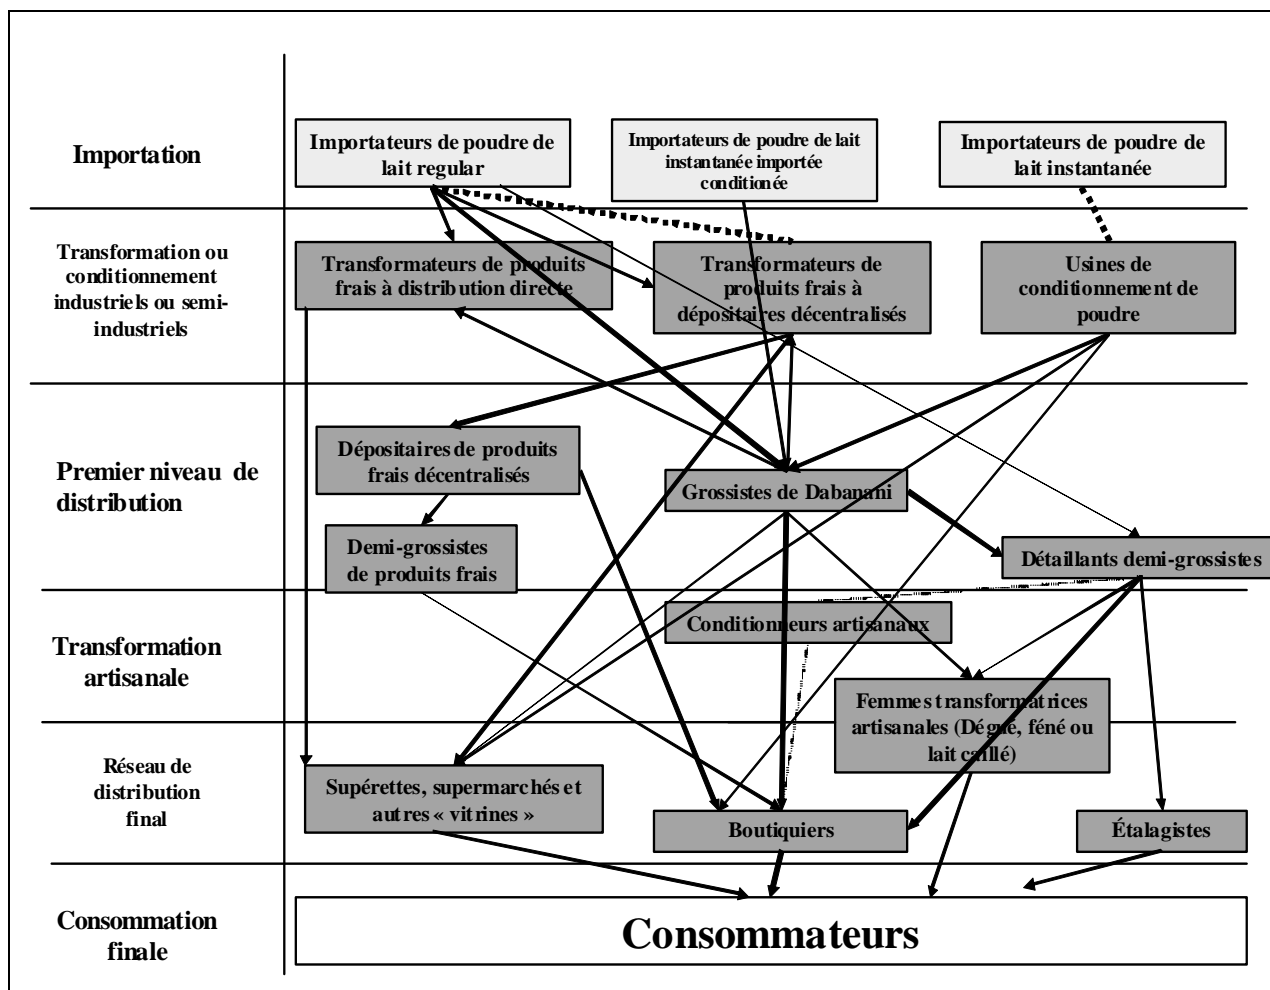 Importation
Importateurs de poudre de
lait regular
Importateurs de poudre de lait
instantanée importée
conditionée
Importateurs de poudre de
lait instantanée
Transformation ou
conditionnement
industriels ou semi-
industriels
Transformateurs de produits
frais à distribution directe
Transformateurs de
produits frais à
dépositaires décentralisés
Usines de
conditionnement de
poudre
Premier niveau de
distribution
Dépositaires de produits
frais décentralisés
Grossistes de Dabanani
Demi-grossistes
de produits frais
Détaillants demi-grossistes
Transformation
artisanale
Conditionneurs artisanaux
Femmes transformatrices
artisanales (Dégué, féné ou
lait caillé)
Réseau de
distribution
final
Supérettes, supermarchés et
autres « vitrines »
Boutiquiers
Étalagistes
Consommation
finale
Consommateurs